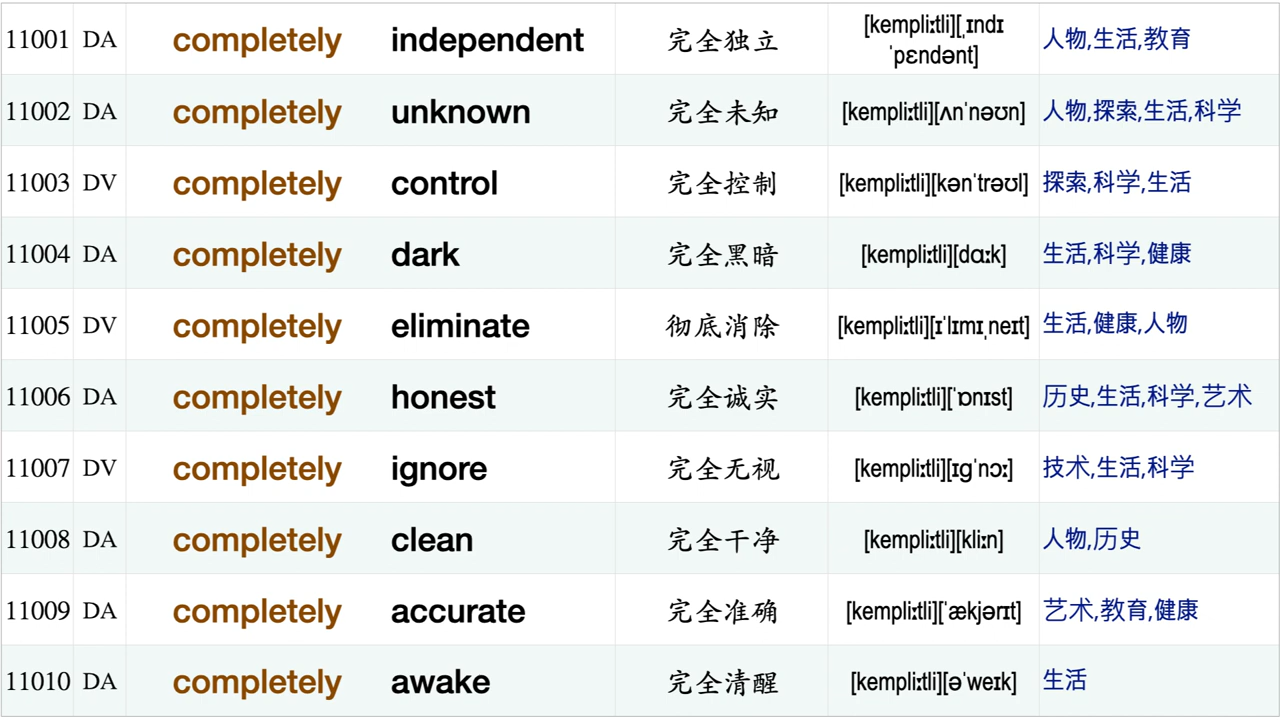 11001 DA completely independent 完全独立 [kempliːtli][ˌɪndɪˈpɛndənt] 人物,生活,教育
11002 DA completely unknown 完全未知 [kempliːtli][ʌnˈnəʊn] 人物,探索,生活,科学
11003 DV completely control 完全控制 [kempliːtli][kənˈtrəʊl] 探索,科学,生活
11004 DA completely dark 完全黑暗 [kempliːtli][dɑːk] 生活,科学,健康
11005 DV completely eliminate 彻底消除 [kempliːtli][ɪˈlɪmɪˌneɪt] 生活,健康,人物
11006 DA completely honest 完全诚实 [kempliːtli][ˈɒnɪst] 历史,生活,科学,艺术
11007 DV completely ignore 完全无视 [kempliːtli][ɪɡˈnɔː] 技术,生活,科学
11008 DA completely clean 完全干净 [kempliːtli][kliːn] 人物,历史
11009 DA completely accurate 完全准确 [kempliːtli][ˈækjərɪt] 艺术,教育,健康
11010 DA completely awake 完全清醒 [kempliːtli][əˈweɪk] 生活